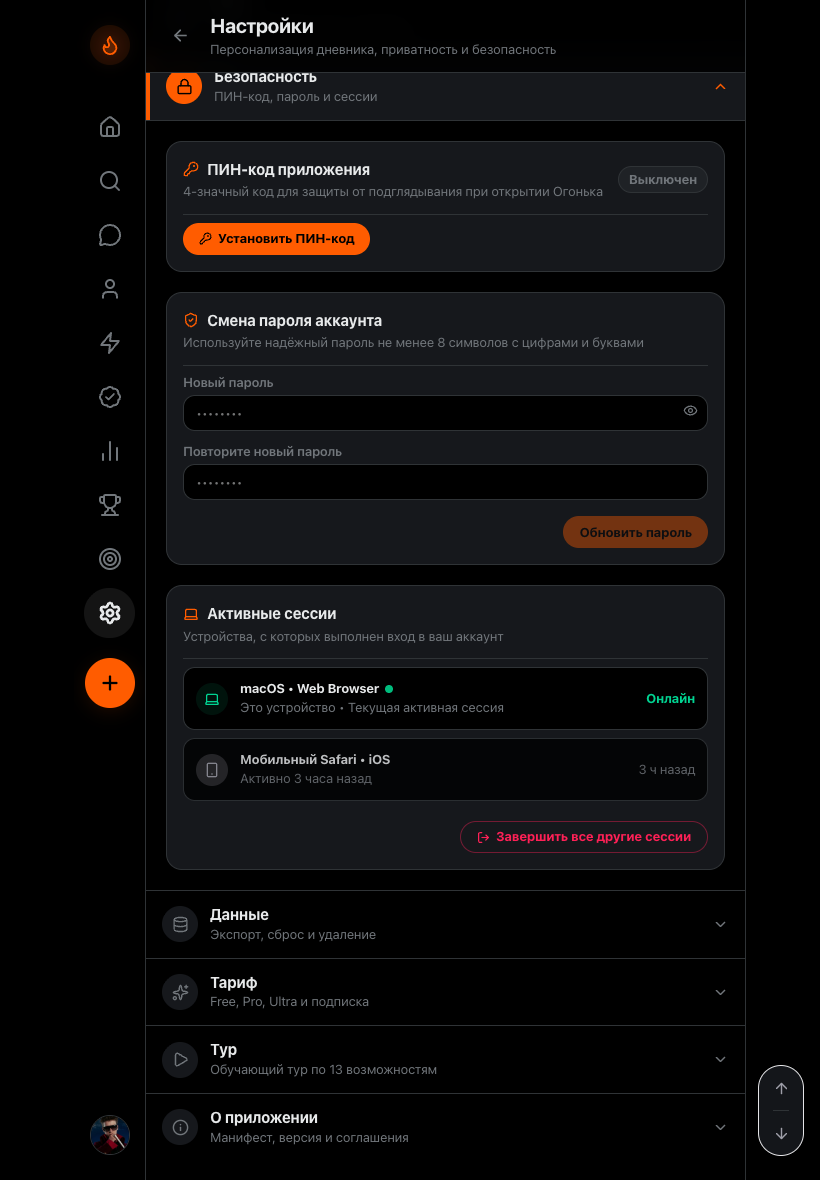 Настройки
Персонализация дневника, приватность и безопасность
Безопасность
ПИН-код, пароль и сессии
ПИН-код приложения
4-значный код для защиты от подглядывания при открытии Огонька
Выключен
Установить ПИН-код
Смена пароля аккаунта
Используйте надёжный пароль не менее 8 символов с цифрами и буквами
Новый пароль
••••••••
Повторите новый пароль
••••••••
Обновить пароль
Активные сессии
Устройства, с которых выполнен вход в ваш аккаунт
macOS • Web Browser
Это устройство • Текущая активная сессия
Онлайн
Мобильный Safari • iOS
Активно 3 часа назад
3 ч назад
Завершить все другие сессии
Данные
Экспорт, сброс и удаление
Тариф
Free, Pro, Ultra и подписка
Тур
Обучающий тур по 13 возможностям
О приложении
Манифест, версия и соглашения